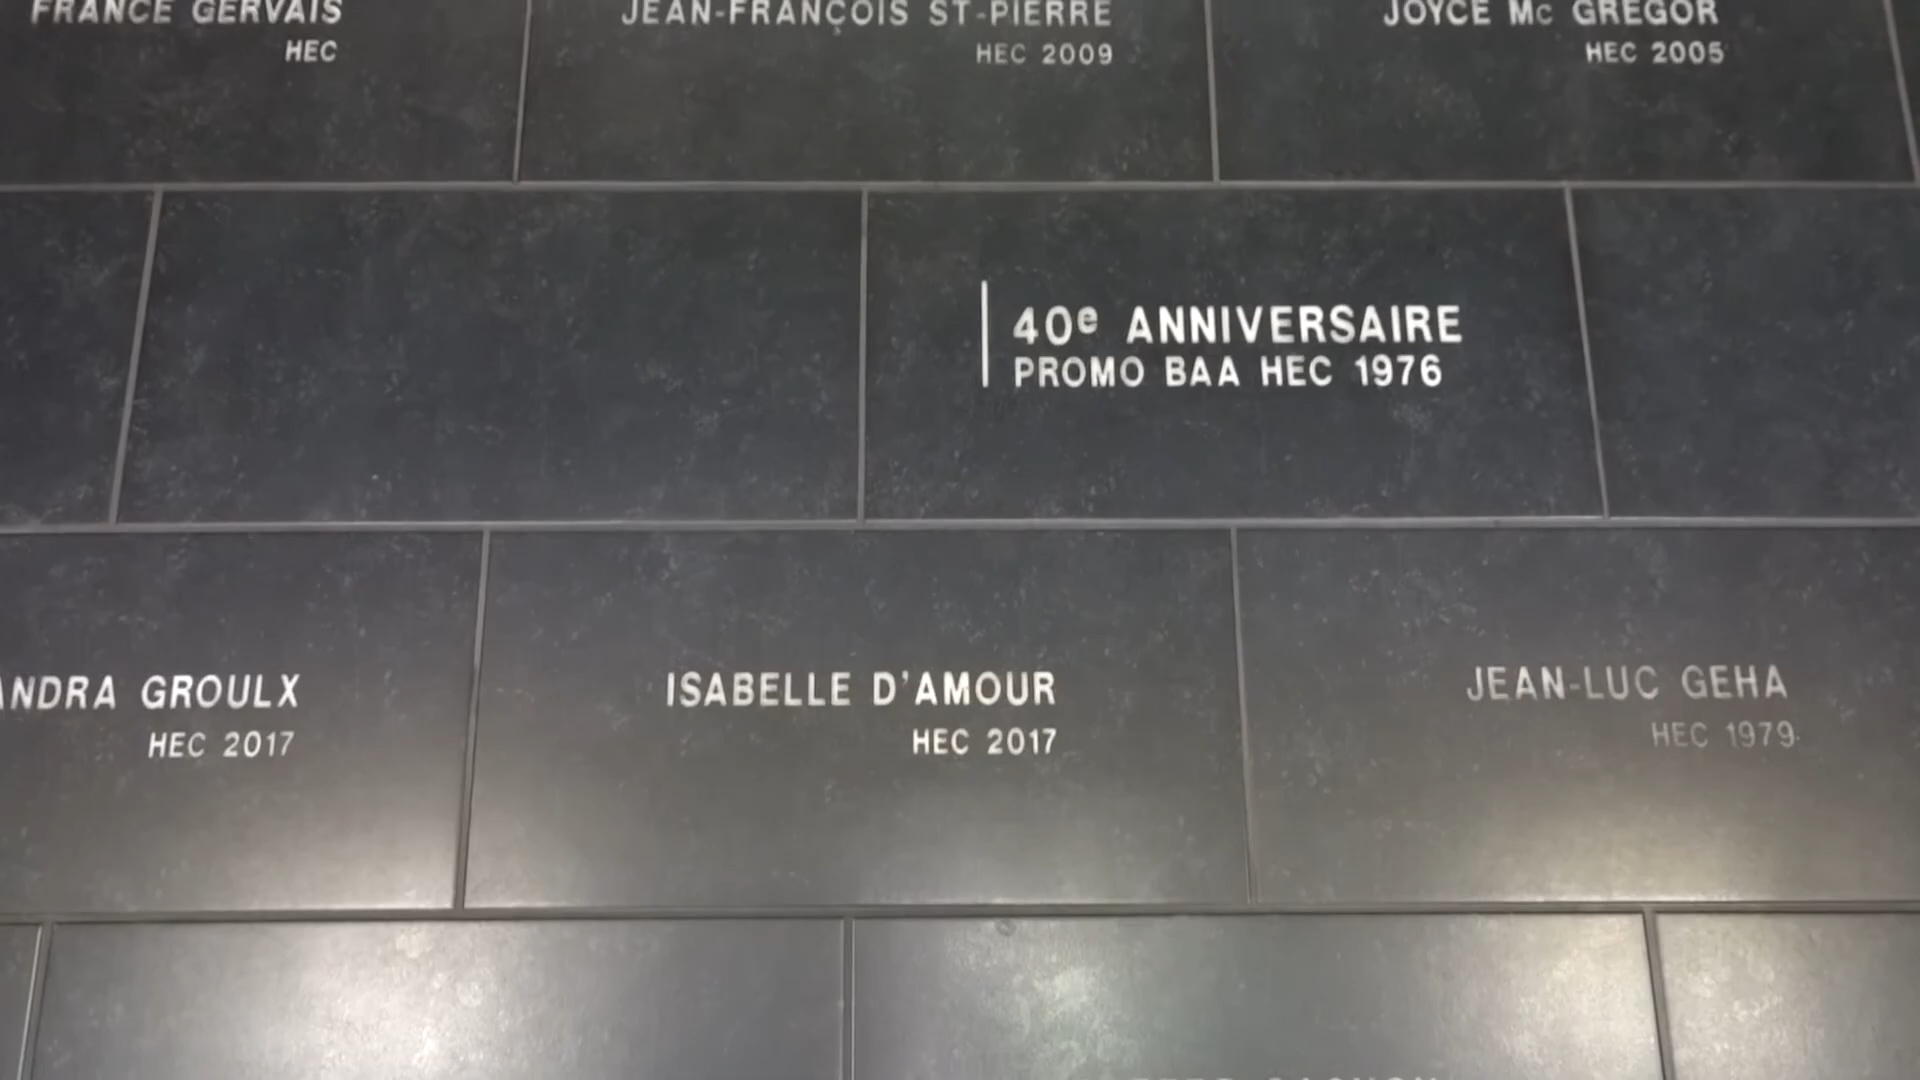 FRANCE GERVAIS
HEC
JEAN-FRANÇOIS ST-PIERRE
HEC 2009
JOYCE Mc GREGOR
HEC 2005
40e ANNIVERSAIRE
PROMO BAA HEC 1976
ANDRA GROULX
HEC 2017
ISABELLE D'AMOUR
HEC 2017
JEAN-LUC GEHA
HEC 1979